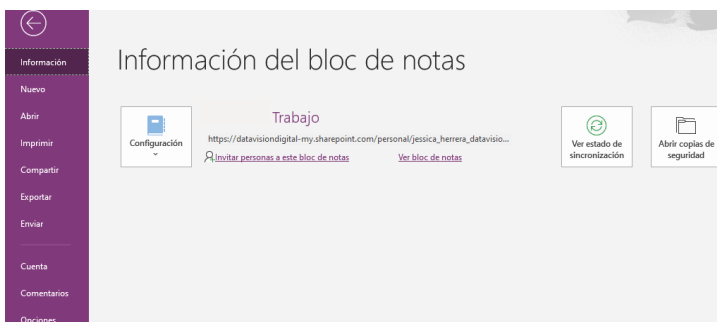 Información
Nuevo
Abrir
Imprimir
Compartir
Exportar
Enviar
Cuenta
Comentarios
Opciones
Información del bloc de notas
Configuración
Trabajo
https://datavisiondigital-my.sharepoint.com/personal/jessica_herrera_datavisio...
Invitar personas a este bloc de notas
Ver bloc de notas
Ver estado de
sincronización
Abrir copias de
seguridad